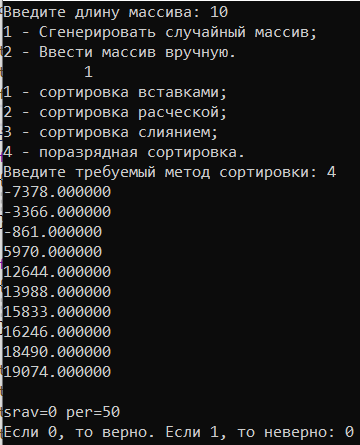 Введите длину массива: 10
1 - Сгенерировать случайный массив;
2 - Ввести массив вручную.
1
1 - сортировка вставками;
2 - сортировка расческой;
3 - сортировка слиянием;
4 - поразрядная сортировка.
Введите требуемый метод сортировки: 4
-7378.000000
-3366.000000
-861.000000
5970.000000
12644.000000
13988.000000
15833.000000
16246.000000
18490.000000
19074.000000
srav=0 per=50
Если 0, то верно. Если 1, то неверно: 0